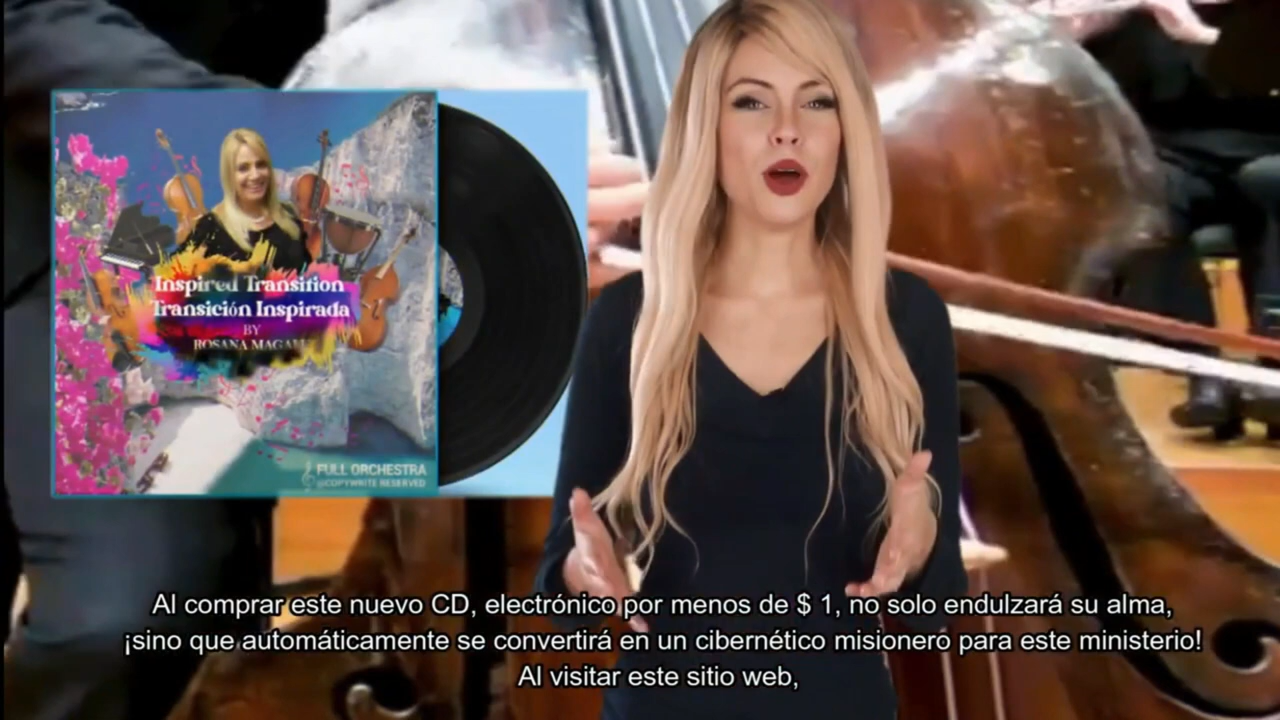 Inspired Transition
Transición Inspirada
BY
ROSANA
FULL ORCHESTRA
@COPYWRITE RESERVED
Al comprar este nuevo CD, electrónico por menos de $ 1, no solo endulzará su alma,
¡sino que automáticamente se convertirá en un cibernético misionero para este ministerio!
Al visitar este sitio web,